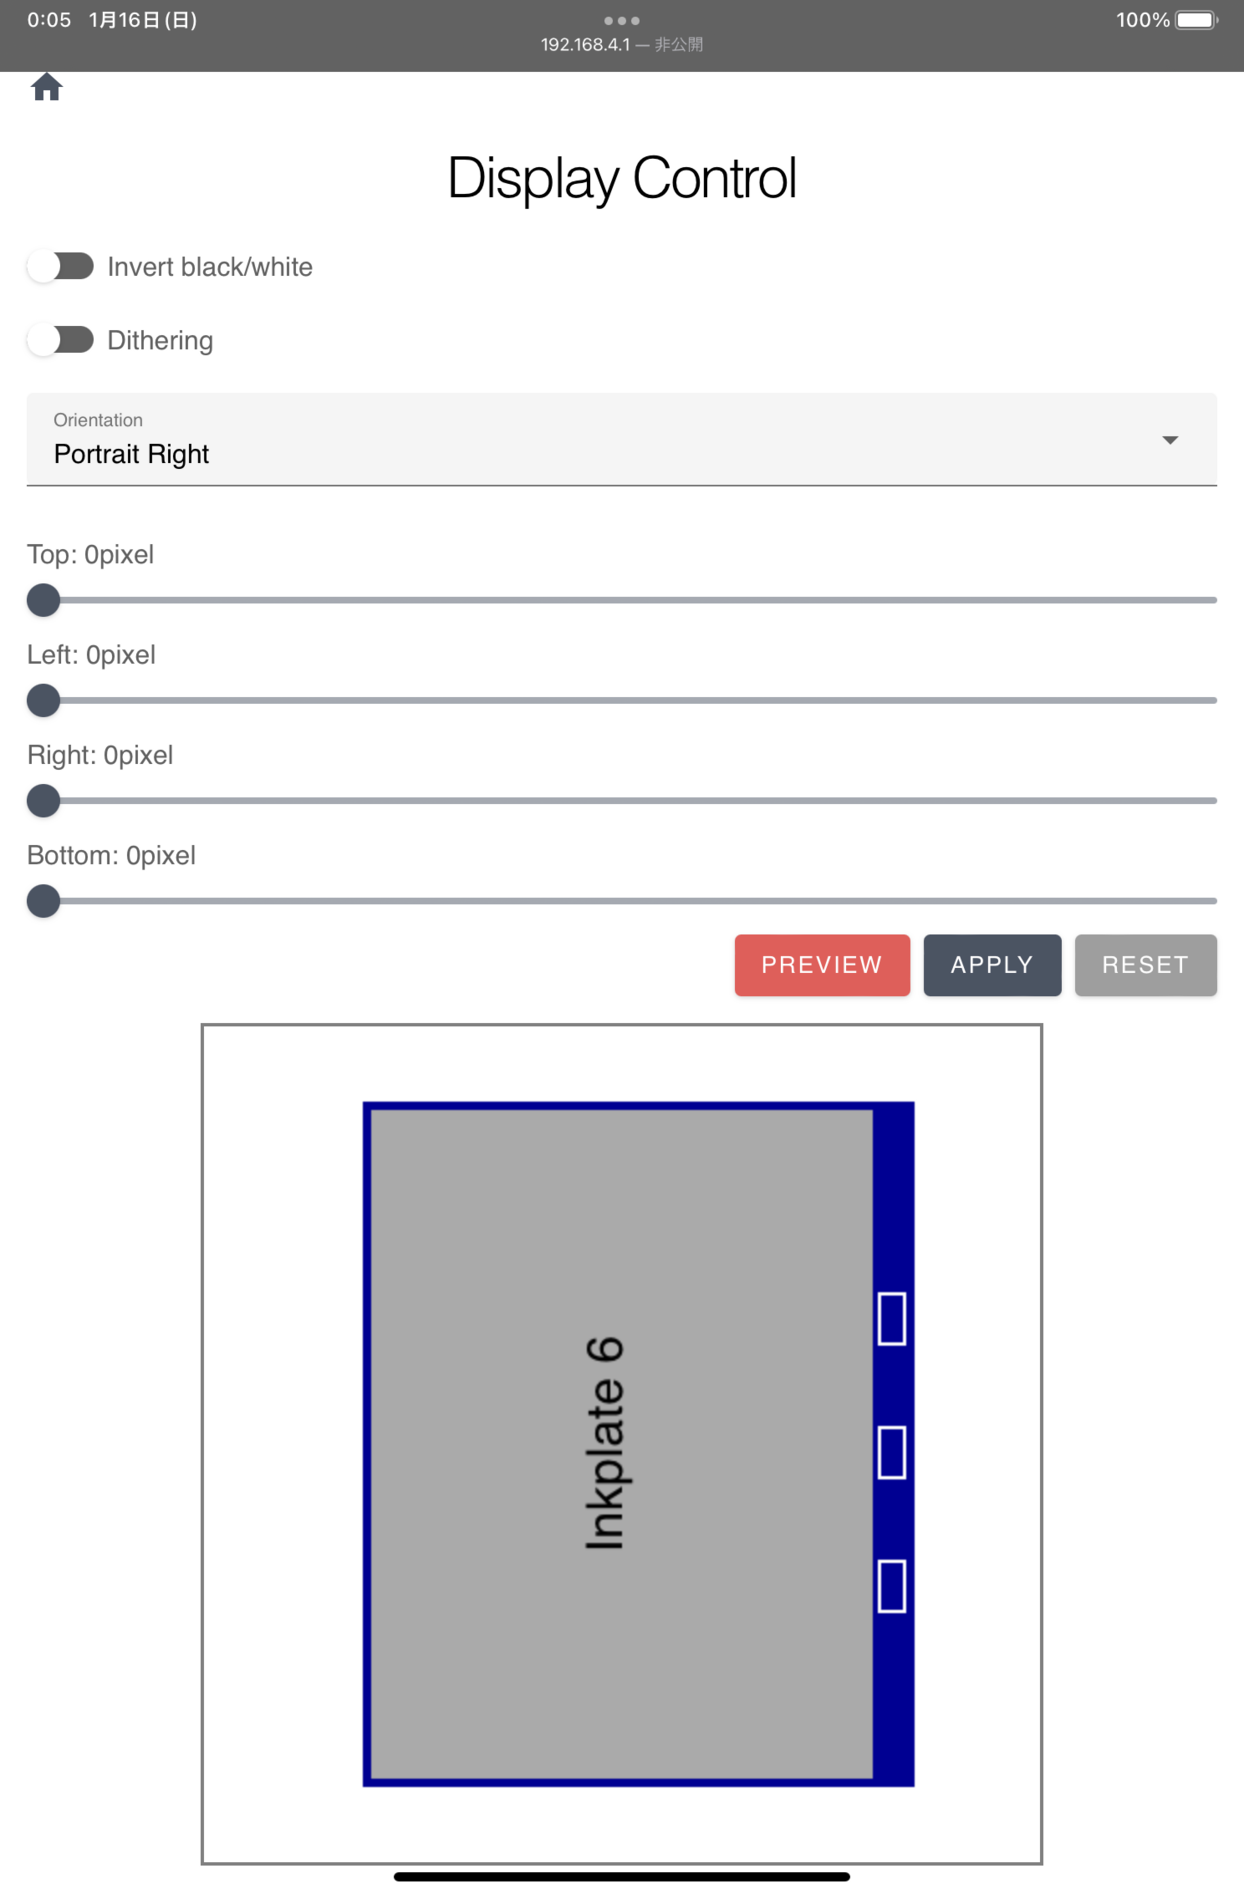 0:05 1月16日(日)
100%
192.168.4.1 — 非公開
Display Control
Invert black/white
Dithering
Orientation
Portrait Right
Top: 0pixel
Left: 0pixel
Right: 0pixel
Bottom: 0pixel
PREVIEW APPLY RESET
Inkplate 6